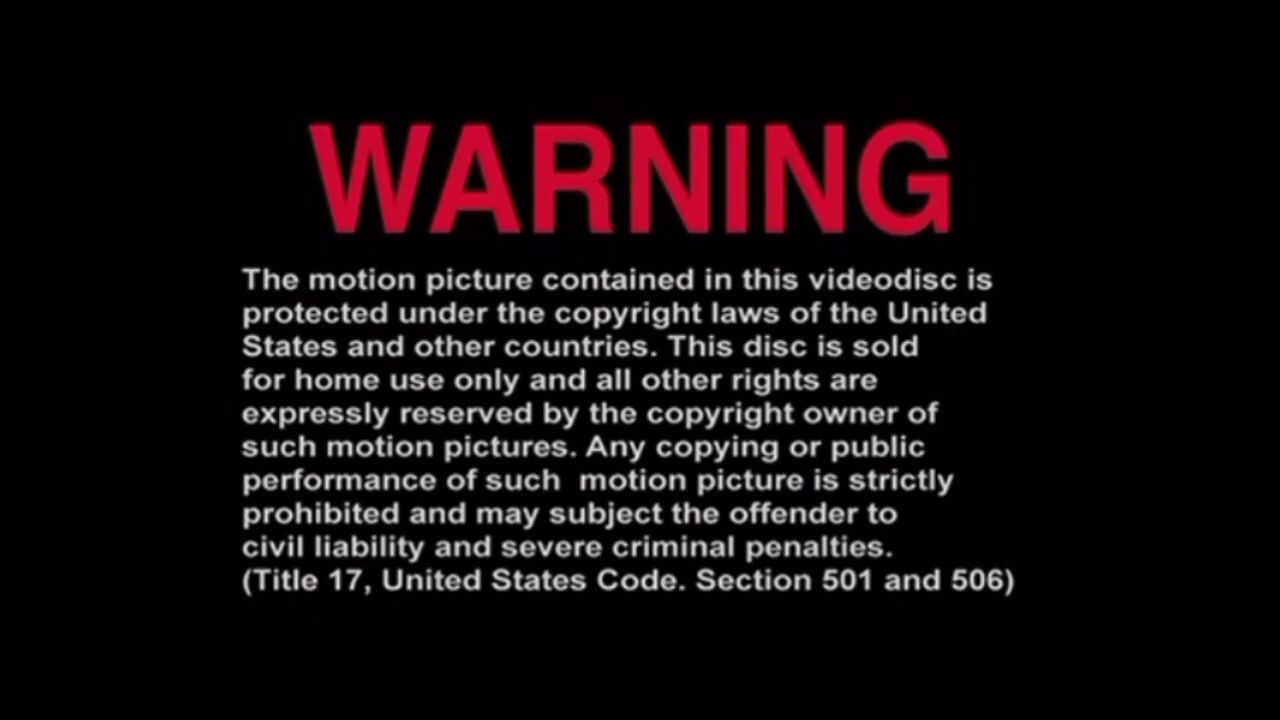 WARNING
The motion picture contained in this videodisc is
protected under the copyright laws of the United
States and other countries. This disc is sold
for home use only and all other rights are
expressly reserved by the copyright owner of
such motion pictures. Any copying or public
performance of such  motion picture is strictly
prohibited and may subject the offender to
civil liability and severe criminal penalties.
(Title 17, United States Code. Section 501 and 506)